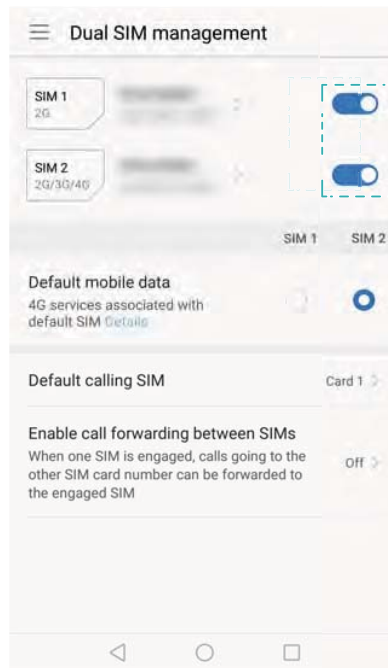 Dual SIM management
SIM 1
2G
SIM 2
2G/3G/4G
SIM 1 SIM 2
Default mobile data
4G services associated with
default SIM Details
Default calling SIM Card 1
Enable call forwarding between SIMs
When one SIM is engaged, calls going to the
other SIM card number can be forwarded to
the engaged SIM
Off